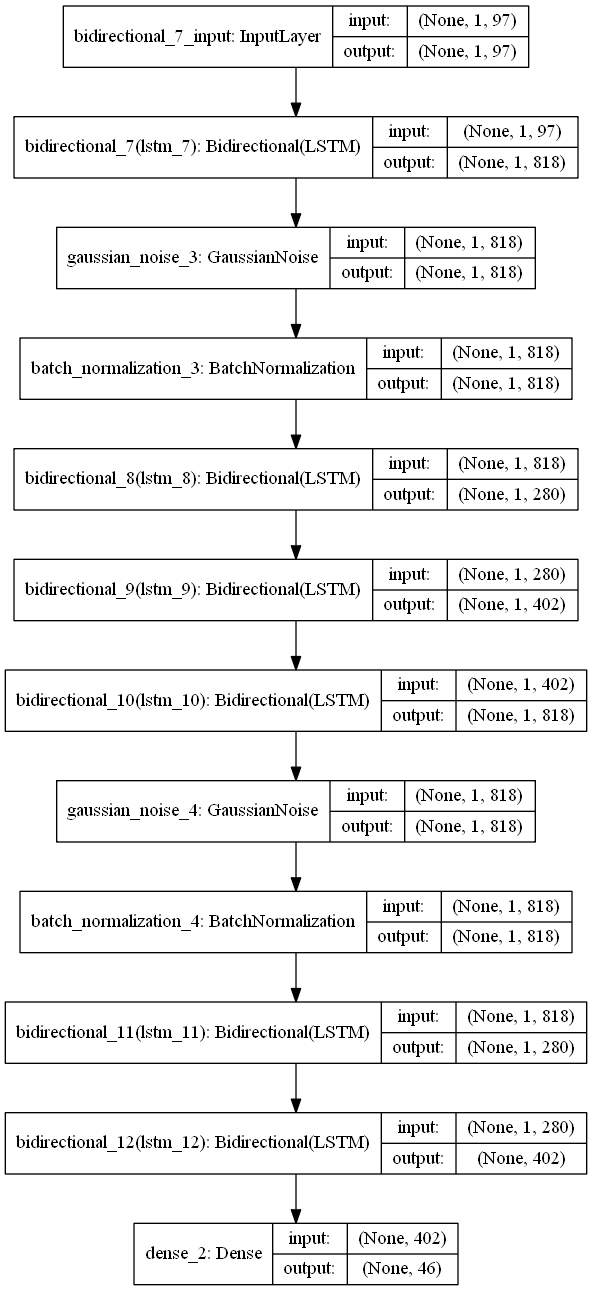 bidirectional_7_input: InputLayer
input: (None, 1, 97)
output: (None, 1, 97)
bidirectional_7(lstm_7): Bidirectional(LSTM)
input: (None, 1, 97)
output: (None, 1, 818)
gaussian_noise_3: GaussianNoise
input: (None, 1, 818)
output: (None, 1, 818)
batch_normalization_3: BatchNormalization
input: (None, 1, 818)
output: (None, 1, 818)
bidirectional_8(lstm_8): Bidirectional(LSTM)
input: (None, 1, 818)
output: (None, 1, 280)
bidirectional_9(lstm_9): Bidirectional(LSTM)
input: (None, 1, 280)
output: (None, 1, 402)
bidirectional_10(lstm_10): Bidirectional(LSTM)
input: (None, 1, 402)
output: (None, 1, 818)
gaussian_noise_4: GaussianNoise
input: (None, 1, 818)
output: (None, 1, 818)
batch_normalization_4: BatchNormalization
input: (None, 1, 818)
output: (None, 1, 818)
bidirectional_11(lstm_11): Bidirectional(LSTM)
input: (None, 1, 818)
output: (None, 1, 280)
bidirectional_12(lstm_12): Bidirectional(LSTM)
input: (None, 1, 280)
output: (None, 402)
dense_2: Dense
input: (None, 402)
output: (None, 46)